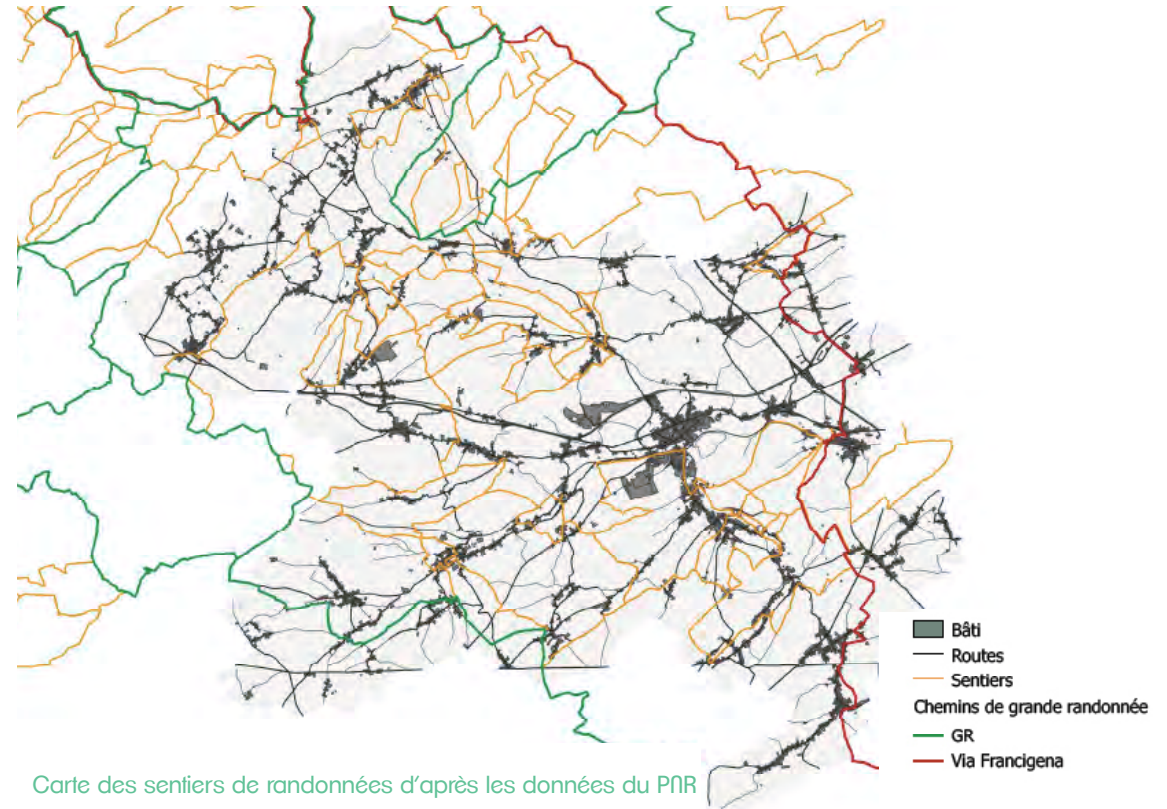 Bâti
Routes
Sentiers
Chemins de grande randonnée
GR
Via Francigena
Carte des sentiers de randonnées d'après les données du PNR